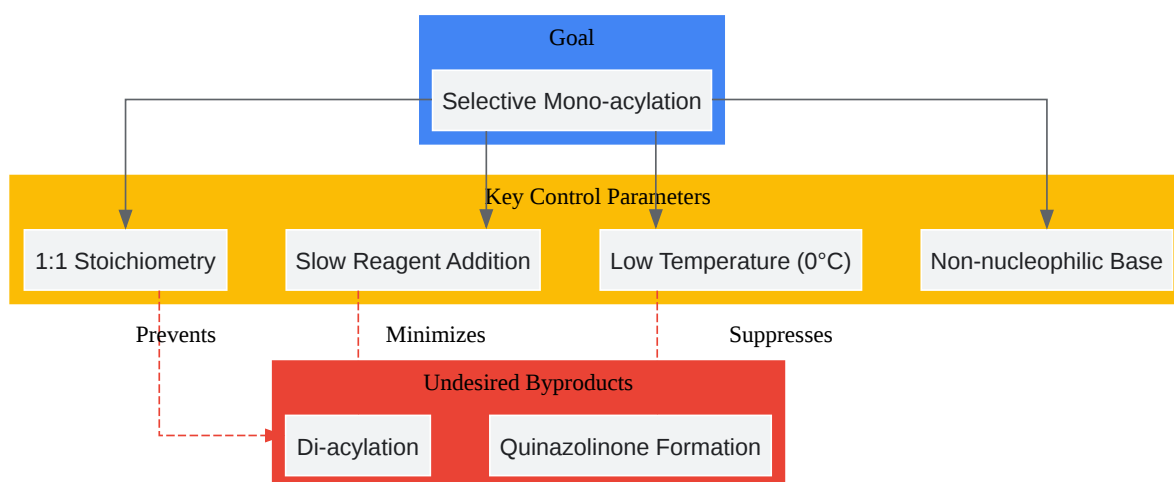 Goal
Selective Mono-acylation
Key Control Parameters
1:1 Stoichiometry
Slow Reagent Addition
Low Temperature (0°C)
Non-nucleophilic Base
Prevents
Minimizes
Suppresses
Undesired Byproducts
Di-acylation
Quinazolinone Formation